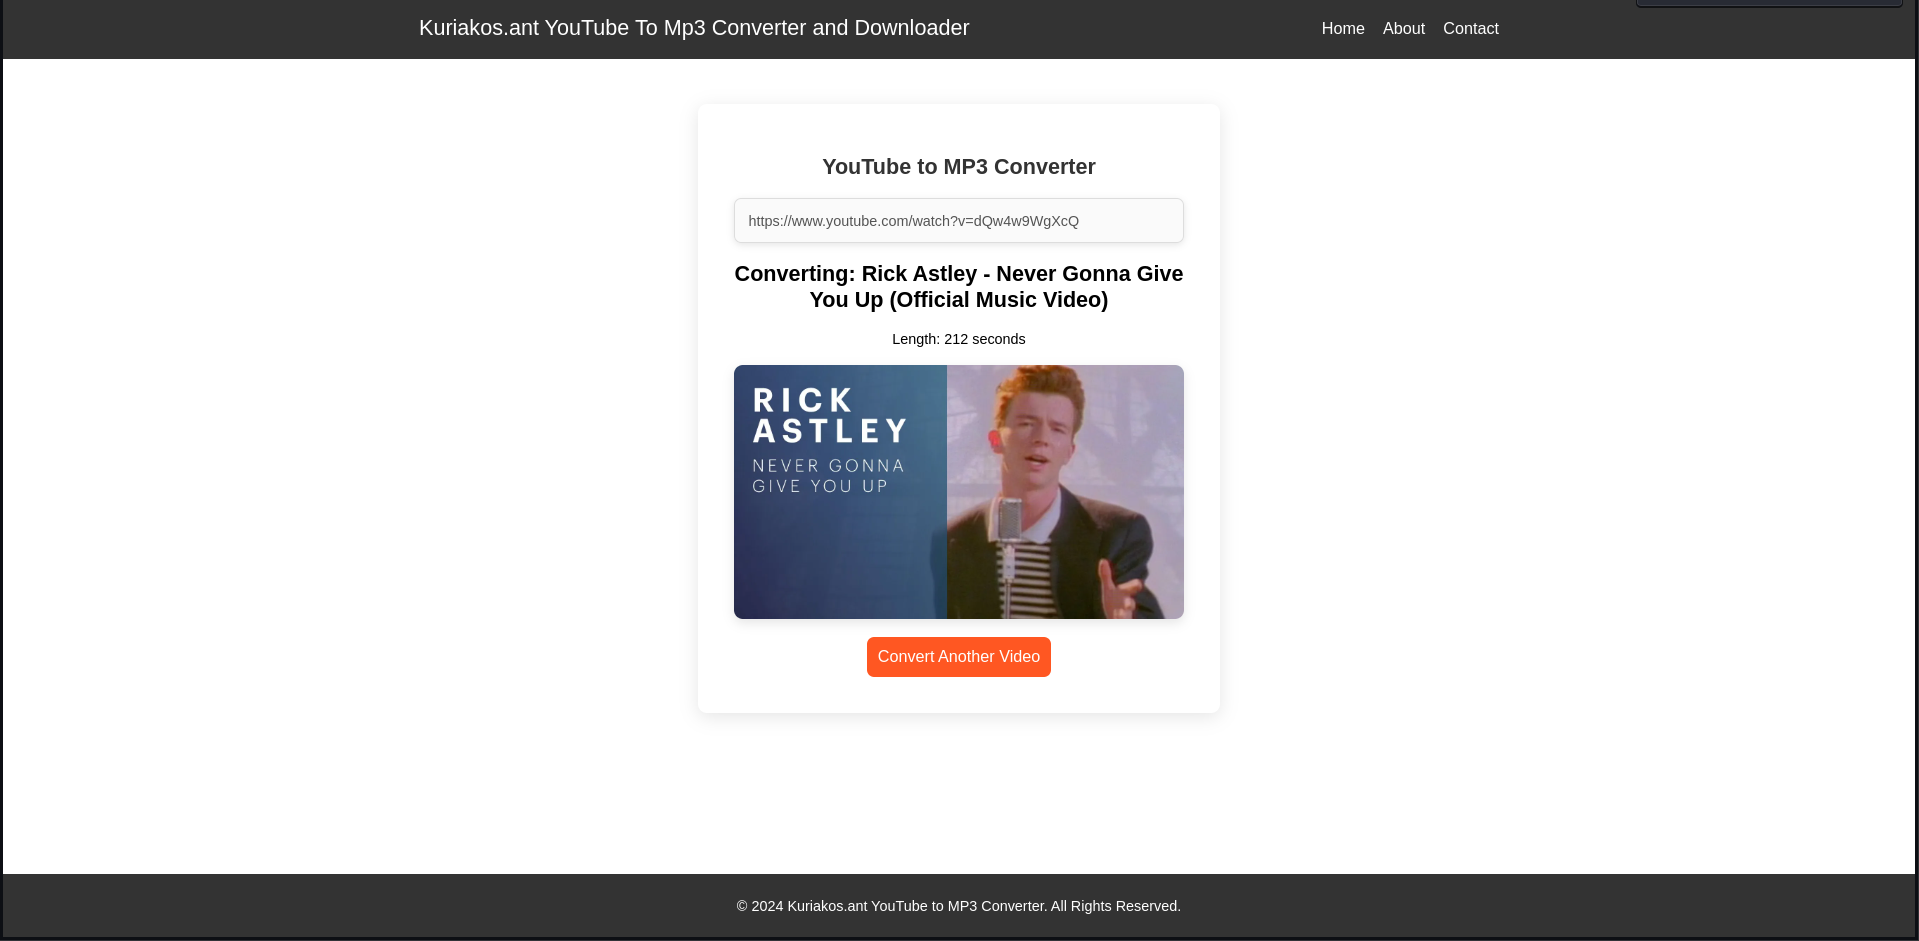 Kuriakos.ant YouTube To Mp3 Converter and Downloader
Home
About
Contact
YouTube to MP3 Converter
https://www.youtube.com/watch?v=dQw4w9WgXcQ
Converting: Rick Astley - Never Gonna Give
You Up (Official Music Video)
Length: 212 seconds
RICK
ASTLEY
NEVER GONNA
GIVE YOU UP
Convert Another Video
© 2024 Kuriakos.ant YouTube to MP3 Converter. All Rights Reserved.